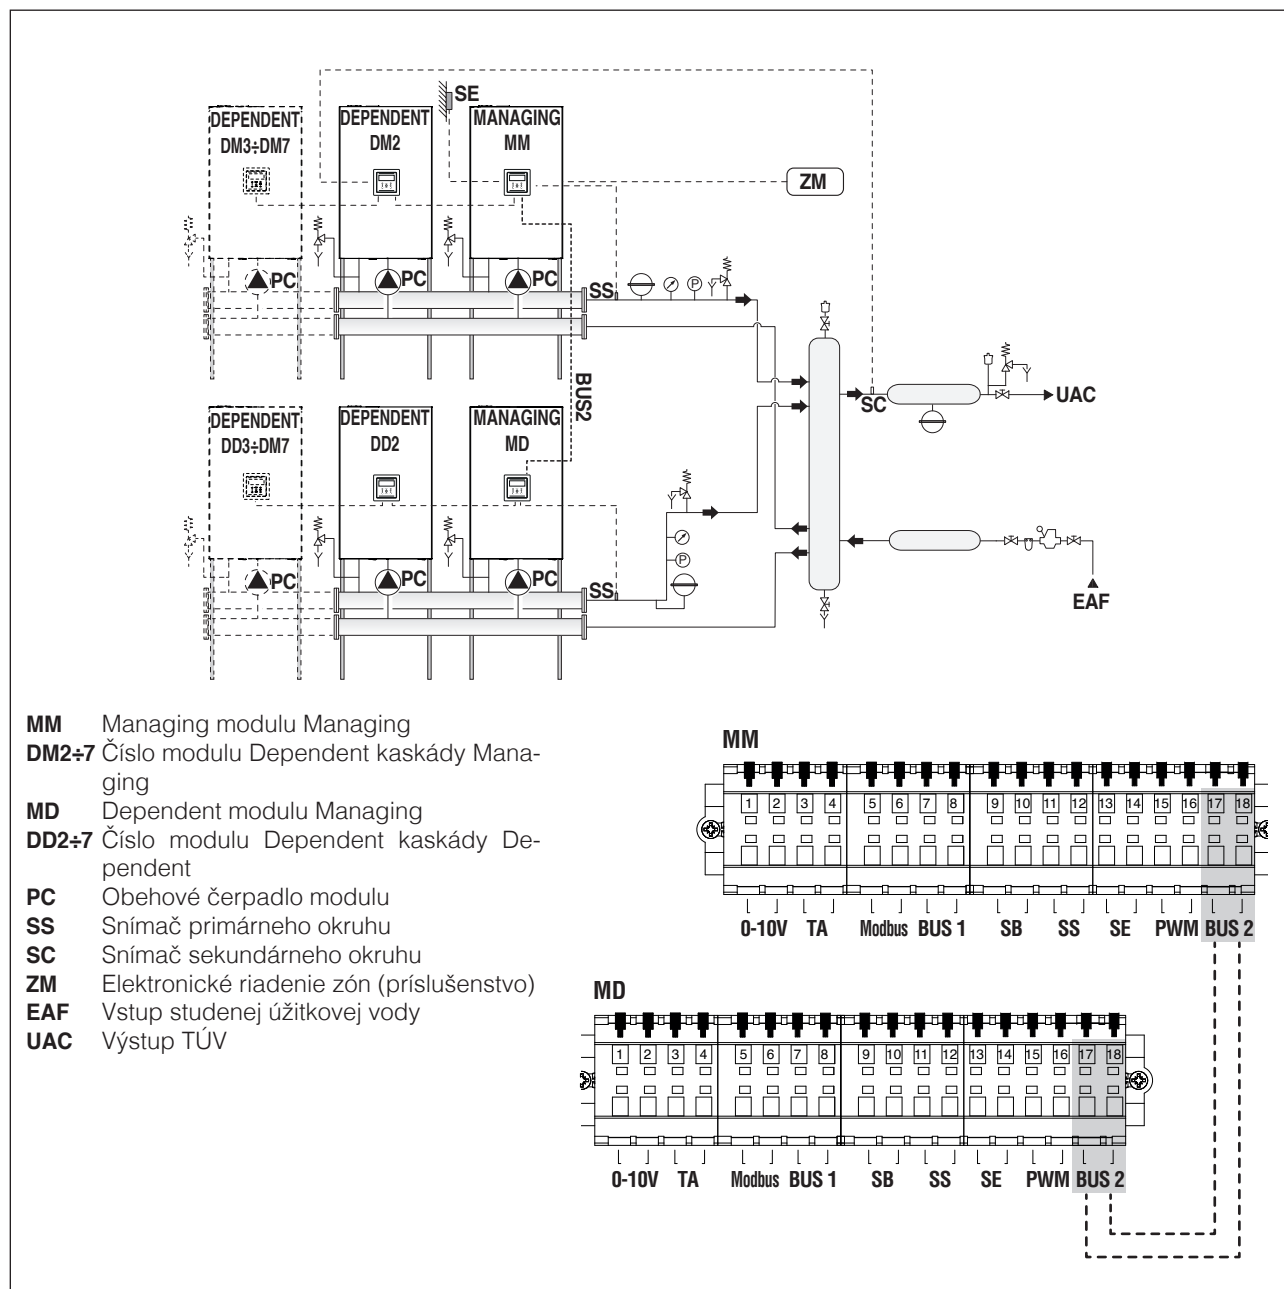 SE
DEPENDENT
DM3÷DM7
DEPENDENT
DM2
MANAGING
MM
ZM
PC
PC
PC
SS
P
BUS2
SC
UAC
DEPENDENT
DD3÷DM7
DEPENDENT
DD2
MANAGING
MD
P
PC
PC
PC
SS
EAF
MM Managing modulu Managing
DM2÷7 Číslo modulu Dependent kaskády Mana-
ging
MD Dependent modulu Managing
DD2÷7 Číslo modulu Dependent kaskády De-
pendent
PC Obehové čerpadlo modulu
SS Snímač primárneho okruhu
SC Snímač sekundárneho okruhu
ZM Elektronické riadenie zón (príslušenstvo)
EAF Vstup studenej úžitkovej vody
UAC Výstup TÚV
MM
1 2 3 4 5 6 7 8 9 10 11 12 13 14 15 16 17 18
0-10V TA Modbus BUS 1 SB SS SE PWM BUS 2
MD
1 2 3 4 5 6 7 8 9 10 11 12 13 14 15 16 17 18
0-10V TA Modbus BUS 1 SB SS SE PWM BUS 2